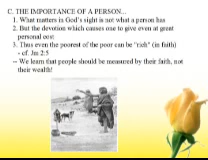 C. THE IMPORTANCE OF A PERSON...
1. What matters in God's sight is not what a person has
2. But the devotion which causes one to give even at great
personal cost
3. Thus even the poorest of the poor can be "rich" (in faith)
- cf. Jm 2:5
-- We learn that people should be measured by their faith, not
their wealth!